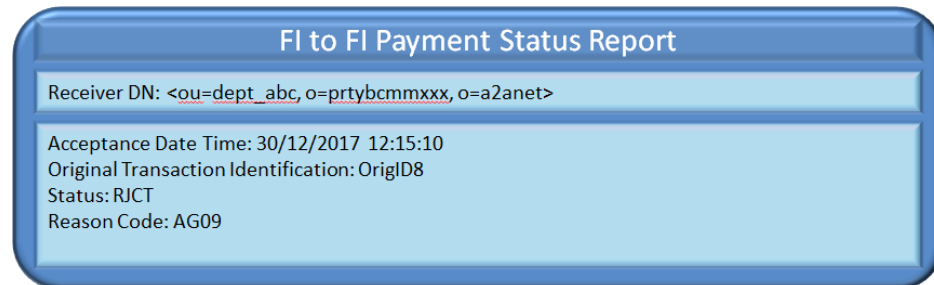 FI to FI Payment Status Report
Receiver DN: <ou=dept_abc, o=prtybcmmxxx, o=a2anet>
Acceptance Date Time: 30/12/2017 12:15:10
Original Transaction Identification: OrigID8
Status: RJCT
Reason Code: AG09